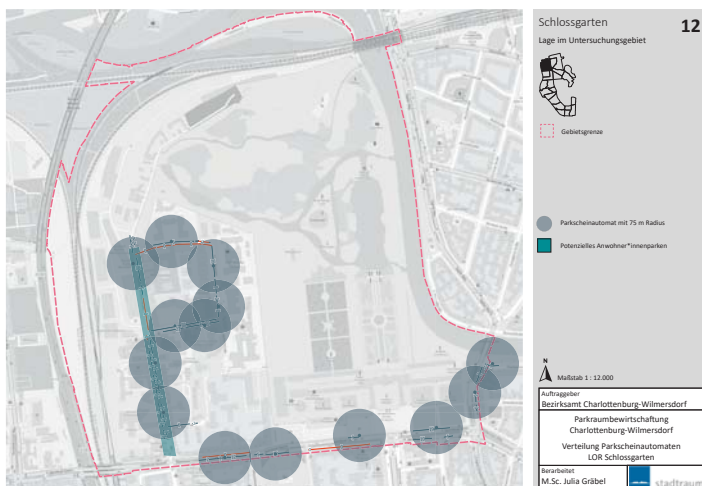 Schlossgarten
12
Lage im Untersuchungsgebiet
Gebietsgrenze
Parkscheinautomat mit 75 m Radius
Potenzielles Anwohner*innenparken
N
Maßstab 1 : 12.000
Auftraggeber
Bezirksamt Charlottenburg-Wilmersdorf
Parkraumbewirtschaftung
Charlottenburg-Wilmersdorf
Verteilung Parkscheinautomaten
LOR Schlossgarten
Bearbeitet
M.Sc. Julia Gräbel
stadtraum